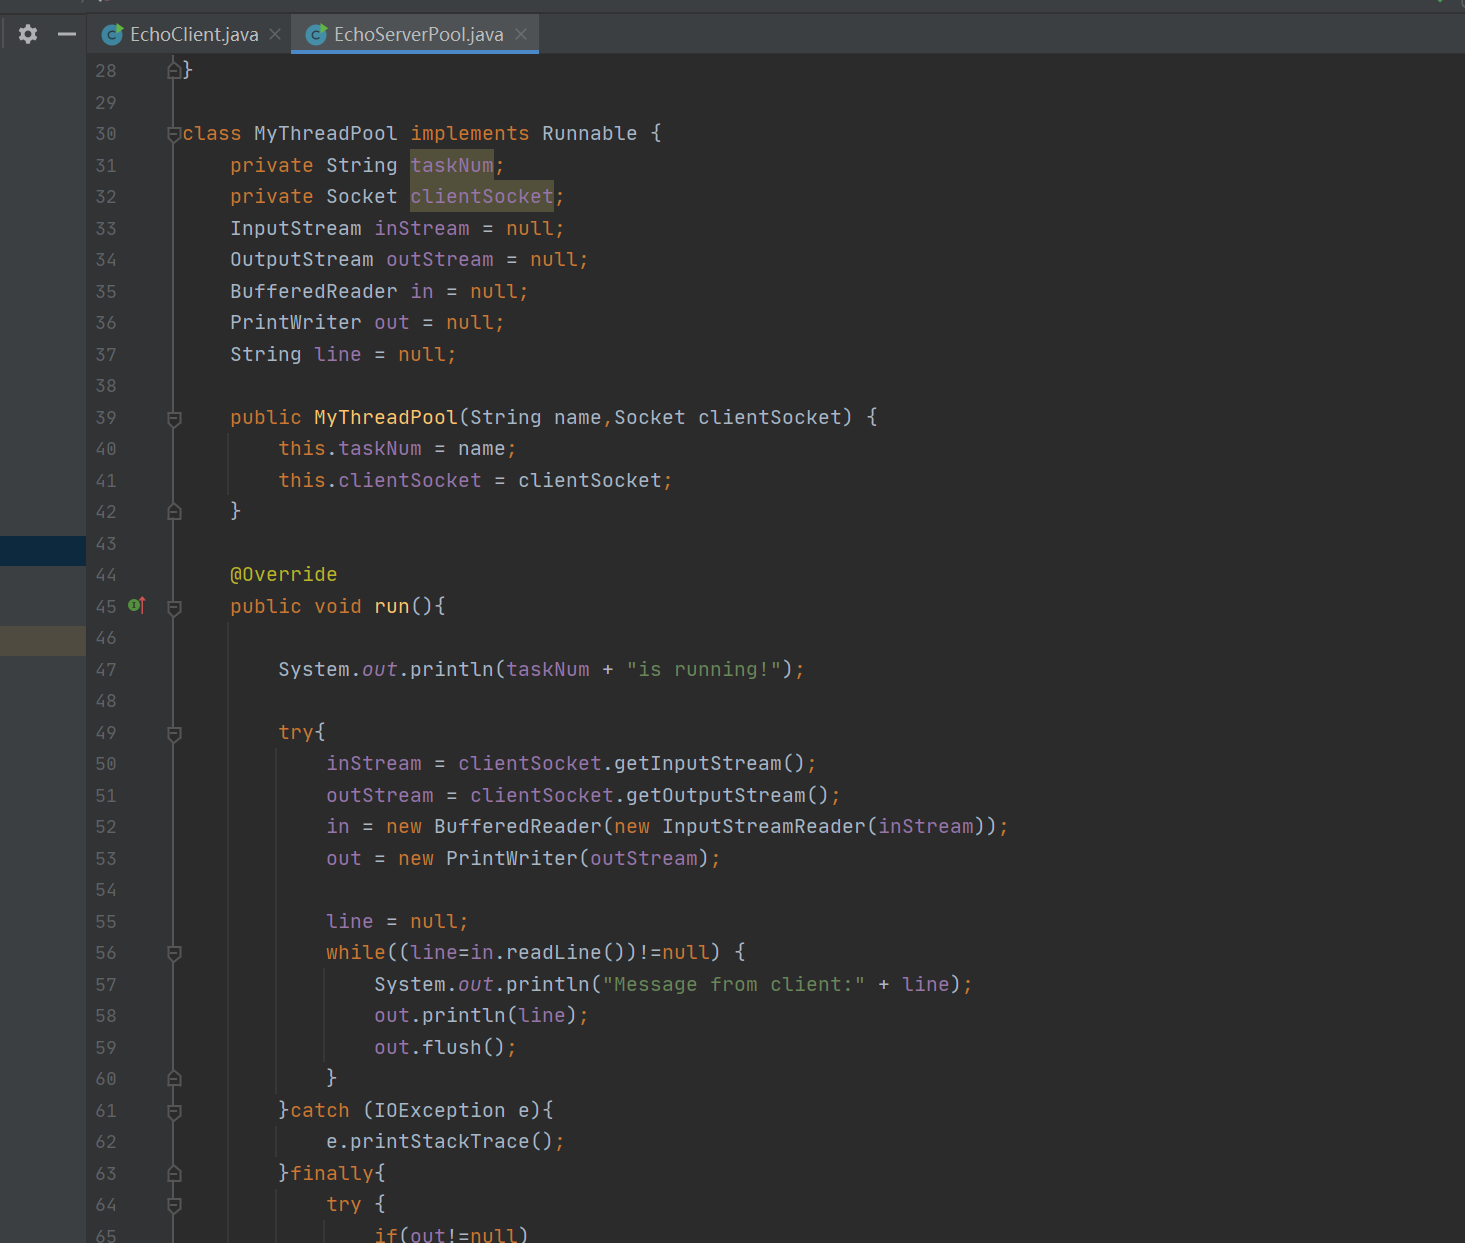 EchoClient.java EchoServerPool.java
28 }
29
30 class MyThreadPool implements Runnable {
31 private String taskNum;
32 private Socket clientSocket;
33 InputStream inStream = null;
34 OutputStream outStream = null;
35 BufferedReader in = null;
36 PrintWriter out = null;
37 String line = null;
38
39 public MyThreadPool(String name,Socket clientSocket) {
40 this.taskNum = name;
41 this.clientSocket = clientSocket;
42 }
43
44 @Override
45 public void run(){
46
47 System.out.println(taskNum + "is running!");
48
49 try{
50 inStream = clientSocket.getInputStream();
51 outStream = clientSocket.getOutputStream();
52 in = new BufferedReader(new InputStreamReader(inStream));
53 out = new PrintWriter(outStream);
54
55 line = null;
56 while((line=in.readLine())!=null) {
57 System.out.println("Message from client:" + line);
58 out.println(line);
59 out.flush();
60 }
61 }catch (IOException e){
62 e.printStackTrace();
63 }finally{
64 try {
65 if(out!=null)